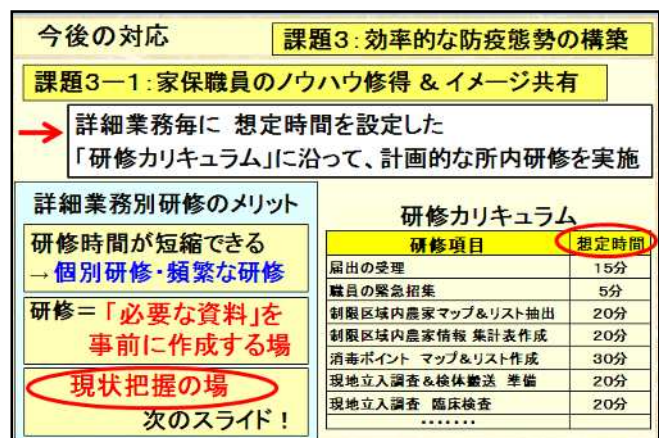 今後の対応
課題3:効率的な防疫態勢の構築
課題3-1:家保職員のノウハウ修得 & イメージ共有
→ 詳細業務毎に 想定時間を設定した
「研修カリキュラム」に沿って、計画的な所内研修を実施
詳細業務別研修のメリット
研修時間が短縮できる
→個別研修・頻繁な研修
研修=「必要な資料」を
事前に作成する場
現状把握の場
次のスライド!
研修カリキュラム
研修項目 想定時間
届出の受理 15分
職員の緊急招集 5分
制限区域内農家マップ&リスト抽出 20分
制限区域内農家情報 集計表作成 20分
消毒ポイント マップ&リスト作成 30分
現地立入調査&検体搬送 準備 20分
現地立入調査 臨床検査 20分
・・・・・・・